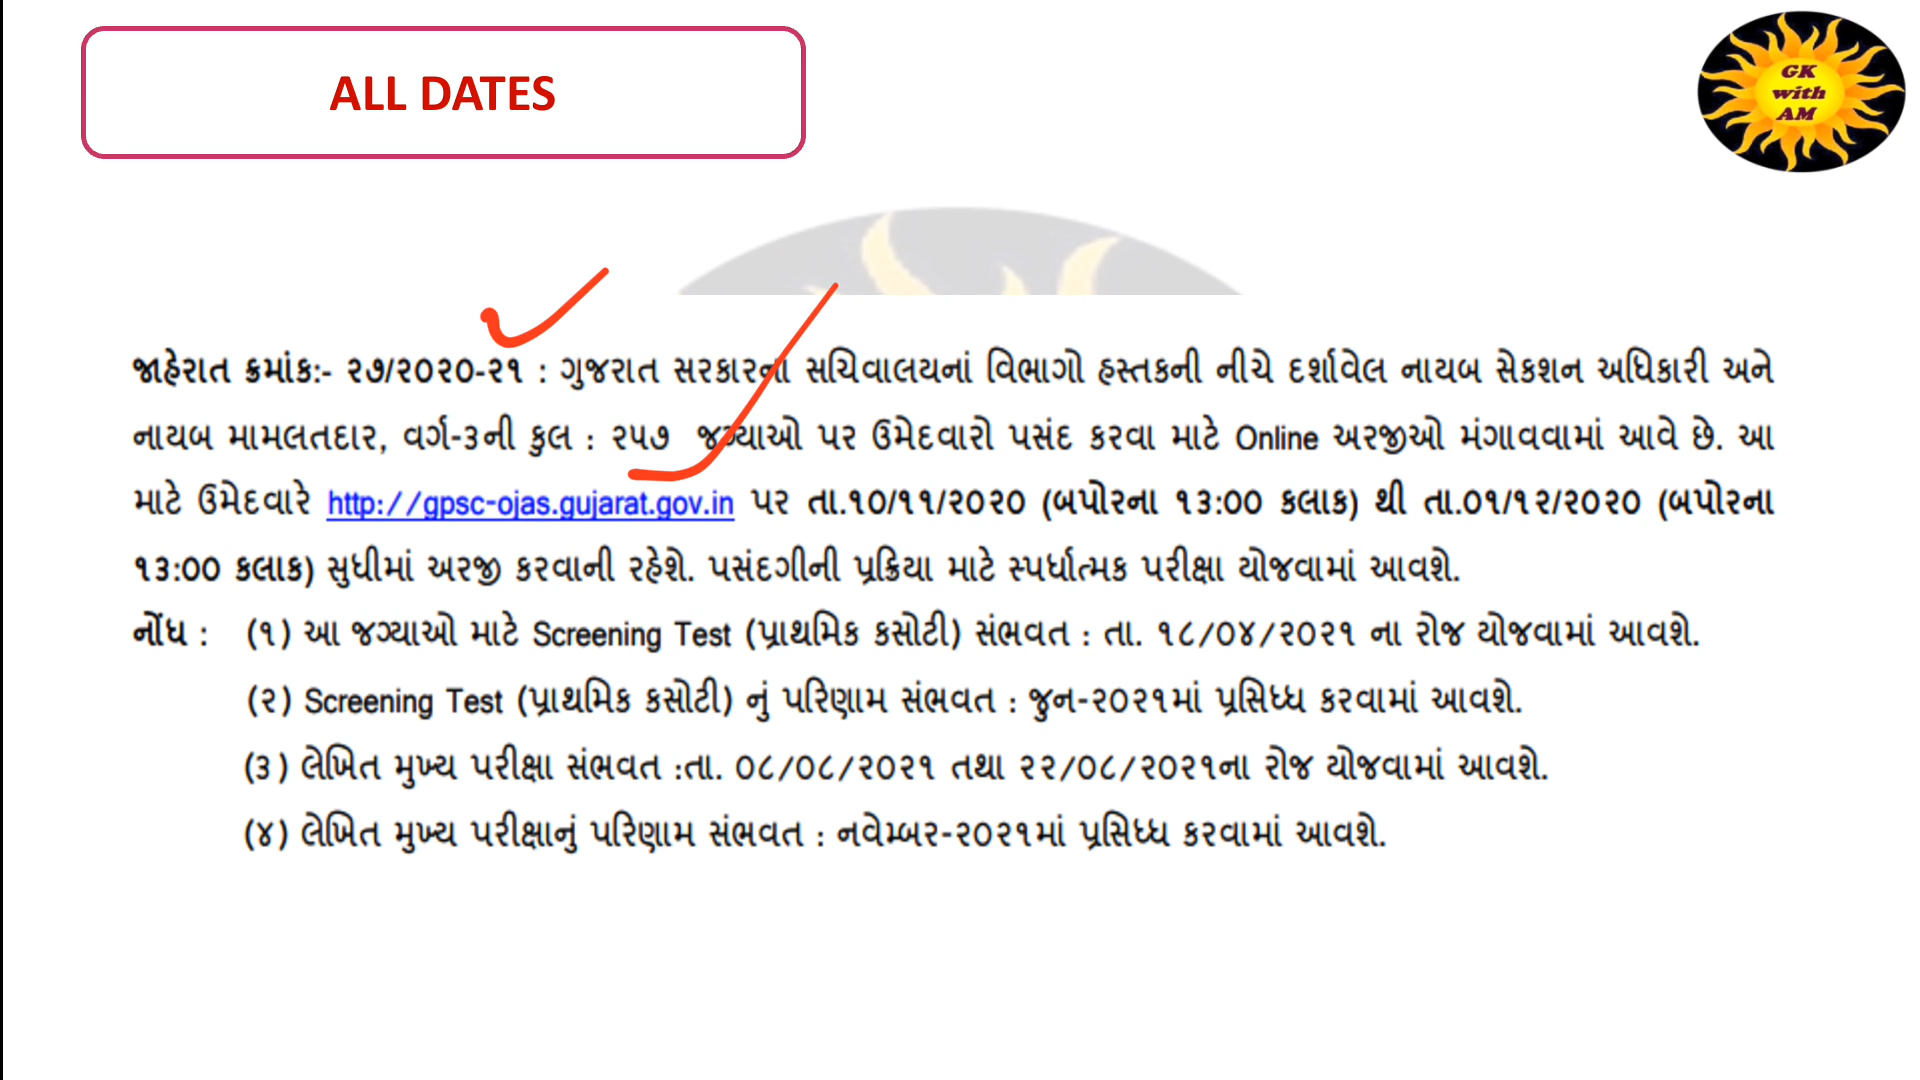 ALL DATES
GK
with
AM
જાહેરાત ક્રમાંક:- ૨૭/૨૦૨૦-૨૧ : ગુજરાત સરકારના સચિવાલયનાં વિભાગો હસ્તકની નીચે દર્શાવેલ નાયબ સેકશન અધિકારી અને
નાયબ મામલતદાર, વર્ગ-૩ની કુલ : ૨૫૭ જગ્યાઓ પર ઉમેદવારો પસંદ કરવા માટે Online અરજીઓ મંગાવવામાં આવે છે. આ
માટે ઉમેદવારે http://gpsc-ojas.gujarat.gov.in પર તા.૧૦/૧૧/૨૦૨૦ (બપોરના ૧૩:૦૦ કલાક) થી તા.૦૧/૧૨/૨૦૨૦ (બપોરના
૧૩:૦૦ કલાક) સુધીમાં અરજી કરવાની રહેશે. પસંદગીની પ્રક્રિયા માટે સ્પર્ધાત્મક પરીક્ષા યોજવામાં આવશે.
નોંધ : (૧) આ જગ્યાઓ માટે Screening Test (પ્રાથમિક કસોટી) સંભવત : તા. ૧૮/૦૪/૨૦૨૧ ના રોજ યોજવામાં આવશે.
(૨) Screening Test (પ્રાથમિક કસોટી) નું પરિણામ સંભવત : જુન-૨૦૨૧માં પ્રસિધ્ધ કરવામાં આવશે.
(૩) લેખિત મુખ્ય પરીક્ષા સંભવત :તા. ૦૮/૦૮/૨૦૨૧ તથા ૨૨/૦૮/૨૦૨૧ના રોજ યોજવામાં આવશે.
(૪) લેખિત મુખ્ય પરીક્ષાનું પરિણામ સંભવત : નવેમ્બર-૨૦૨૧માં પ્રસિધ્ધ કરવામાં આવશે.